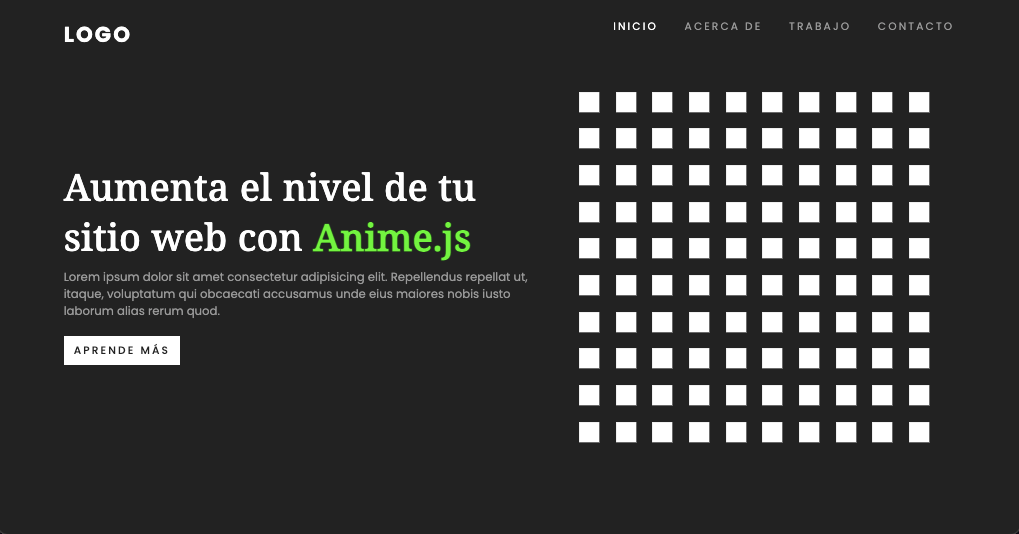 LOGO
INICIO ACERCA DE TRABAJO CONTACTO
Aumenta el nivel de tu
sitio web con Anime.js
Lorem ipsum dolor sit amet consectetur adipisicing elit. Repellendus repellat ut,
itaque, voluptatum qui obcaecati accusamus unde eius maiores nobis iusto
laborum alias rerum quod.
APRENDE MÁS